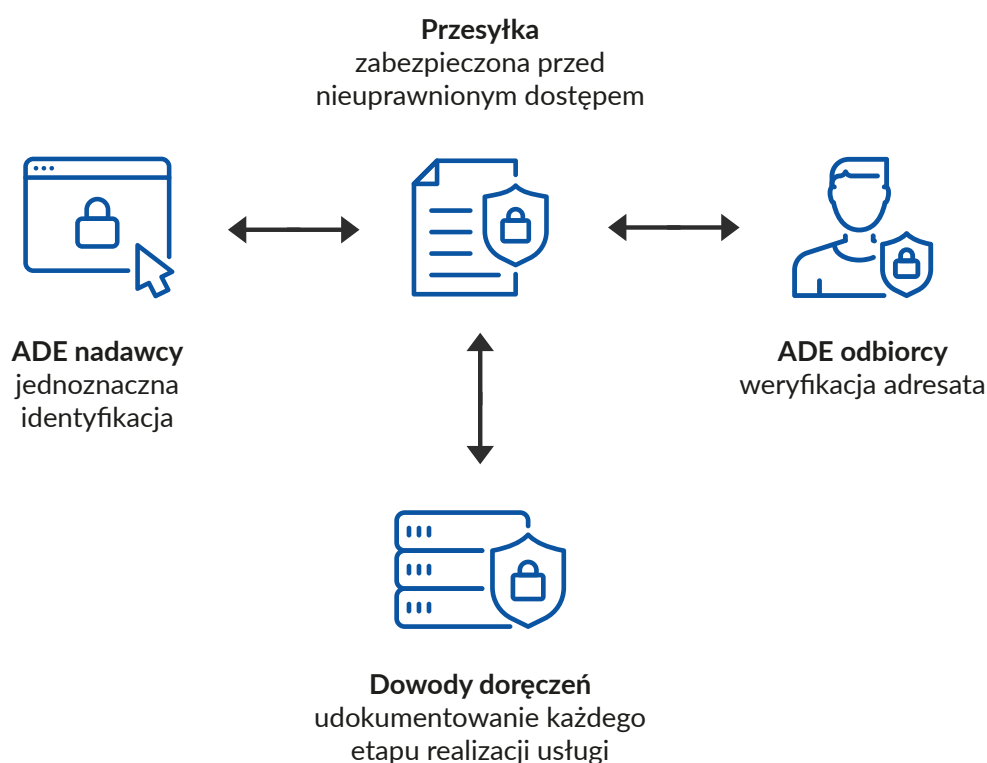 Przesyłka
zabezpieczona przed
nieuprawnionym dostępem
ADE nadawcy
jednoznaczna
identyfikacja
ADE odbiorcy
weryfikacja adresata
Dowody doręczeń
udokumentowanie każdego
etapu realizacji usługi